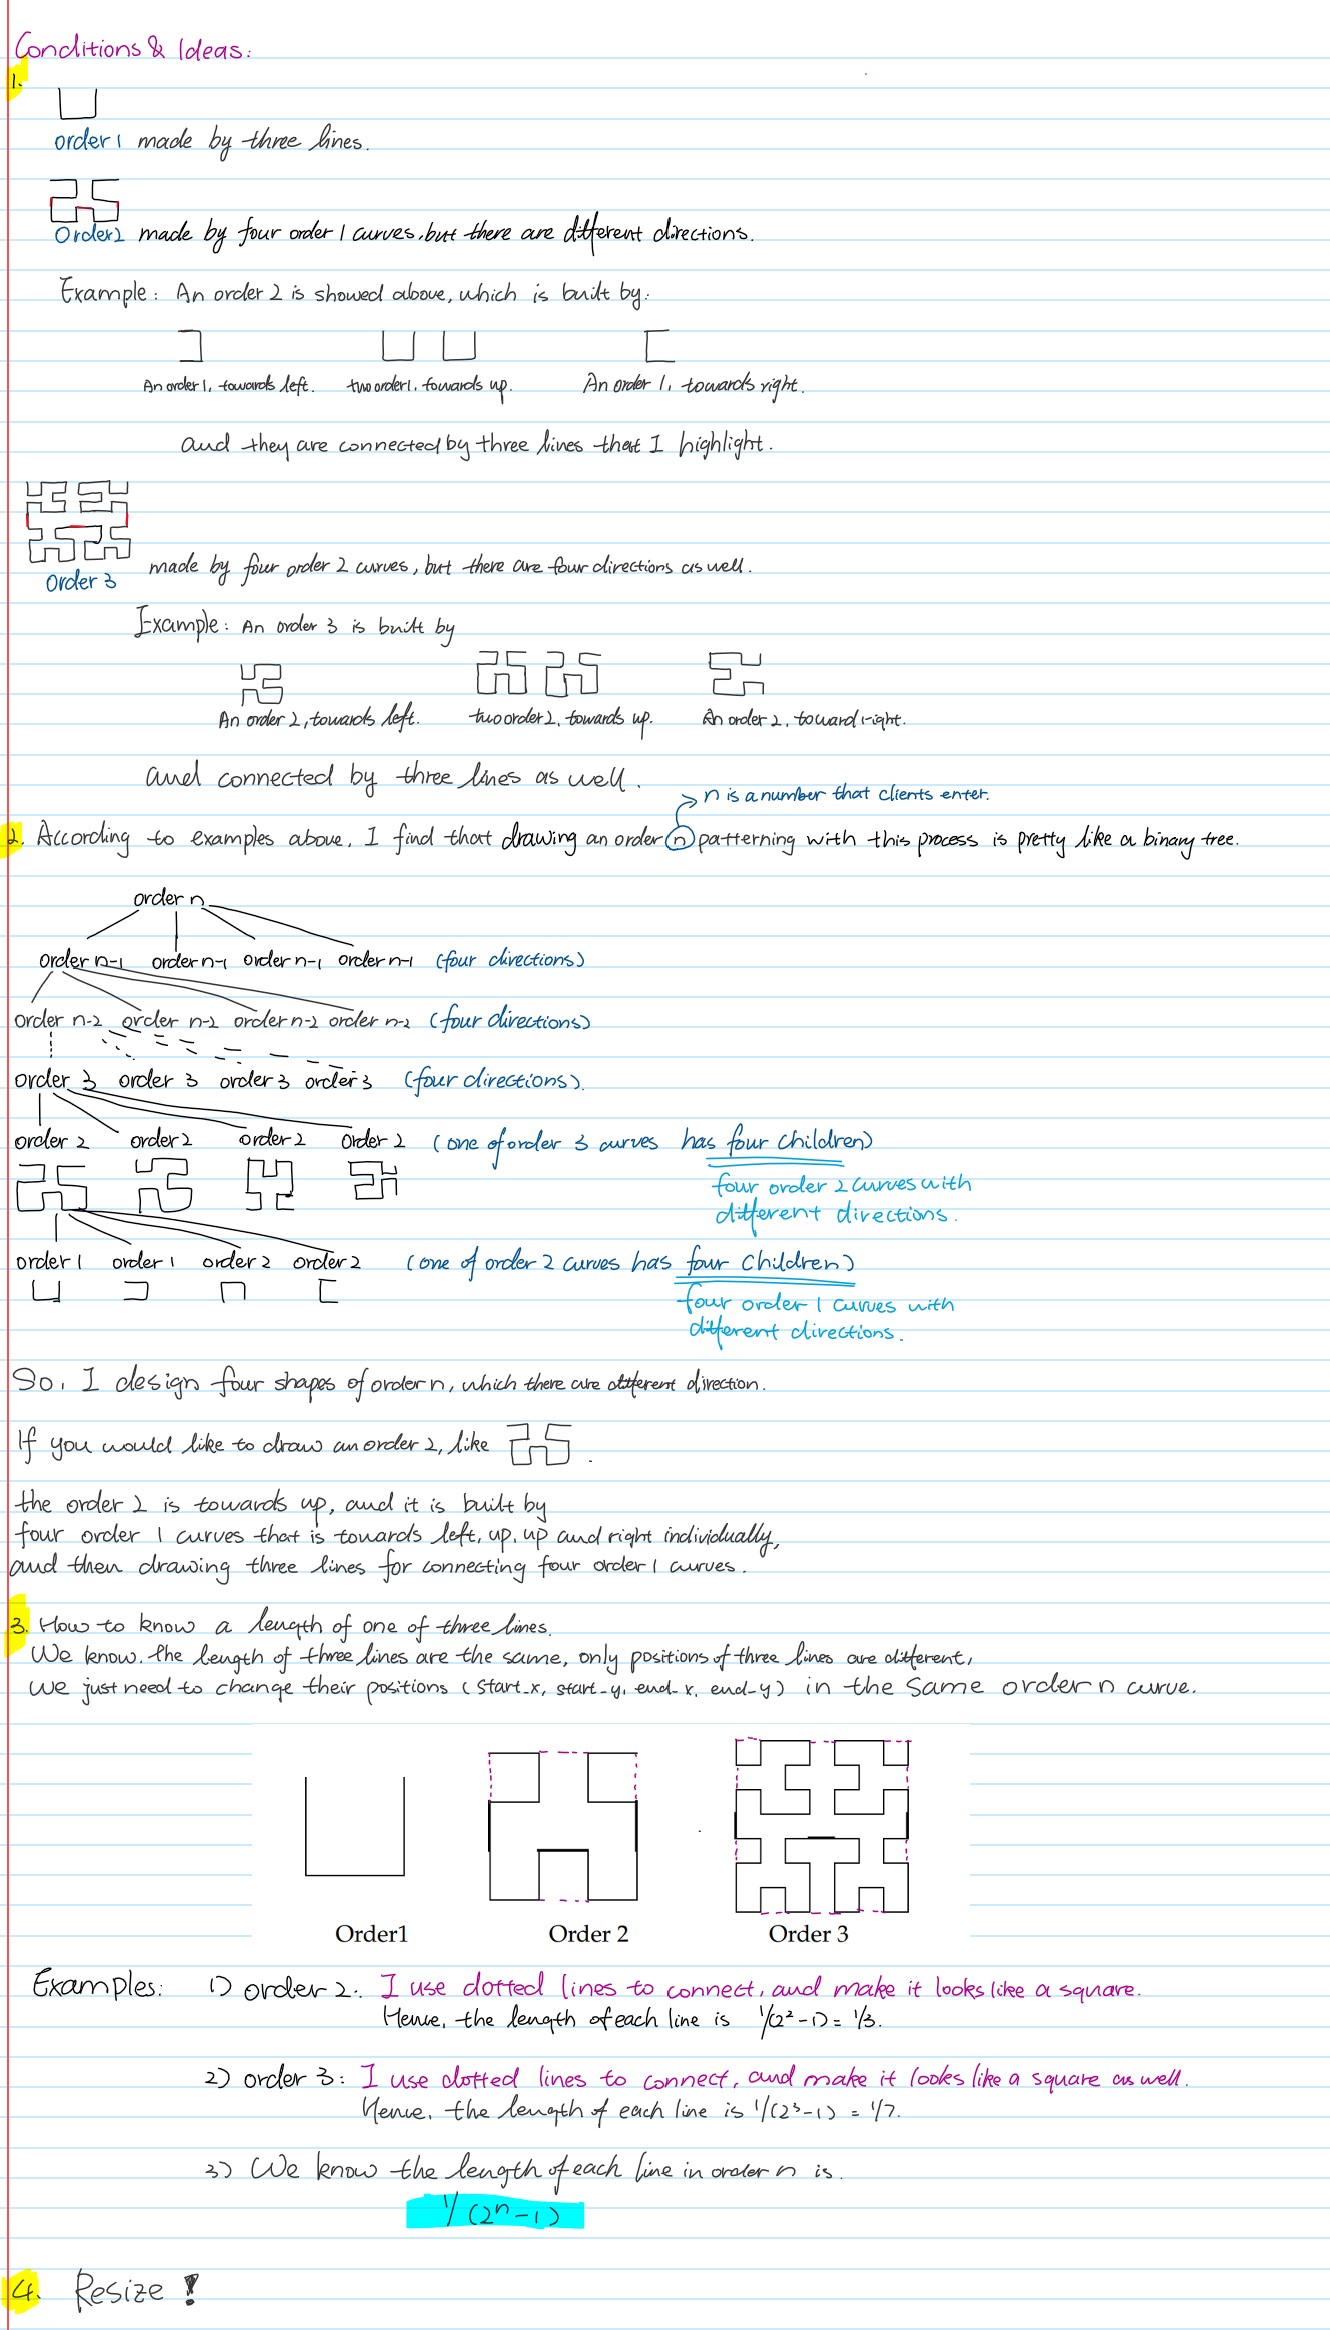 Conditions & Ideas:
1.
order 1 made by three lines.
Order2 made by four order 1 curves, but there are different directions.
Example: An order 2 is showed above, which is built by:
An order 1, towards left. two order 1, towards up. An order 1, towards right.
and they are connected by three lines that I highlight.
Order 3 made by four order 2 curves, but there are four directions as well.
Example: An order 3 is built by
An order 2, towards left. two order 2, towards up. An order 2, toward right.
and connected by three lines as well.
n is a number that clients enter.
2. According to examples above, I find that drawing an order n patterning with this process is pretty like a binary tree.
order n
order n-1 order n-1 order n-1 order n-1 (four directions)
order n-2 order n-2 order n-2 order n-2 (four directions)
order 3 order 3 order 3 order 3 (four directions).
order 2 order 2 order 2 order 2 (one of order 3 curves has four children)
four order 2 curves with
different directions.
order 1 order 1 order 2 order 2 (one of order 2 curves has four children)
four order 1 curves with
different directions.
So, I design four shapes of order n, which there are different direction.
If you would like to draw an order 2, like .
the order 2 is towards up, and it is built by
four order 1 curves that is towards left, up, up and right individually,
and then drawing three lines for connecting four order 1 curves.
3. How to know a length of one of three lines.
We know. the length of three lines are the same, only positions of three lines are different,
we just need to change their positions (start-x, start-y, end-x, end-y) in the same order n curve.
Order1 Order 2 Order 3
Examples: 1) order 2: I use dotted lines to connect, and make it looks like a square.
Hence, the length of each line is 1/(2²-1) = 1/3.
2) order 3: I use dotted lines to connect, and make it looks like a square as well.
Hence, the length of each line is 1/(2³-1) = 1/7.
3) We know the length of each line in order n is.
1/(2ⁿ-1)
4. Resize!